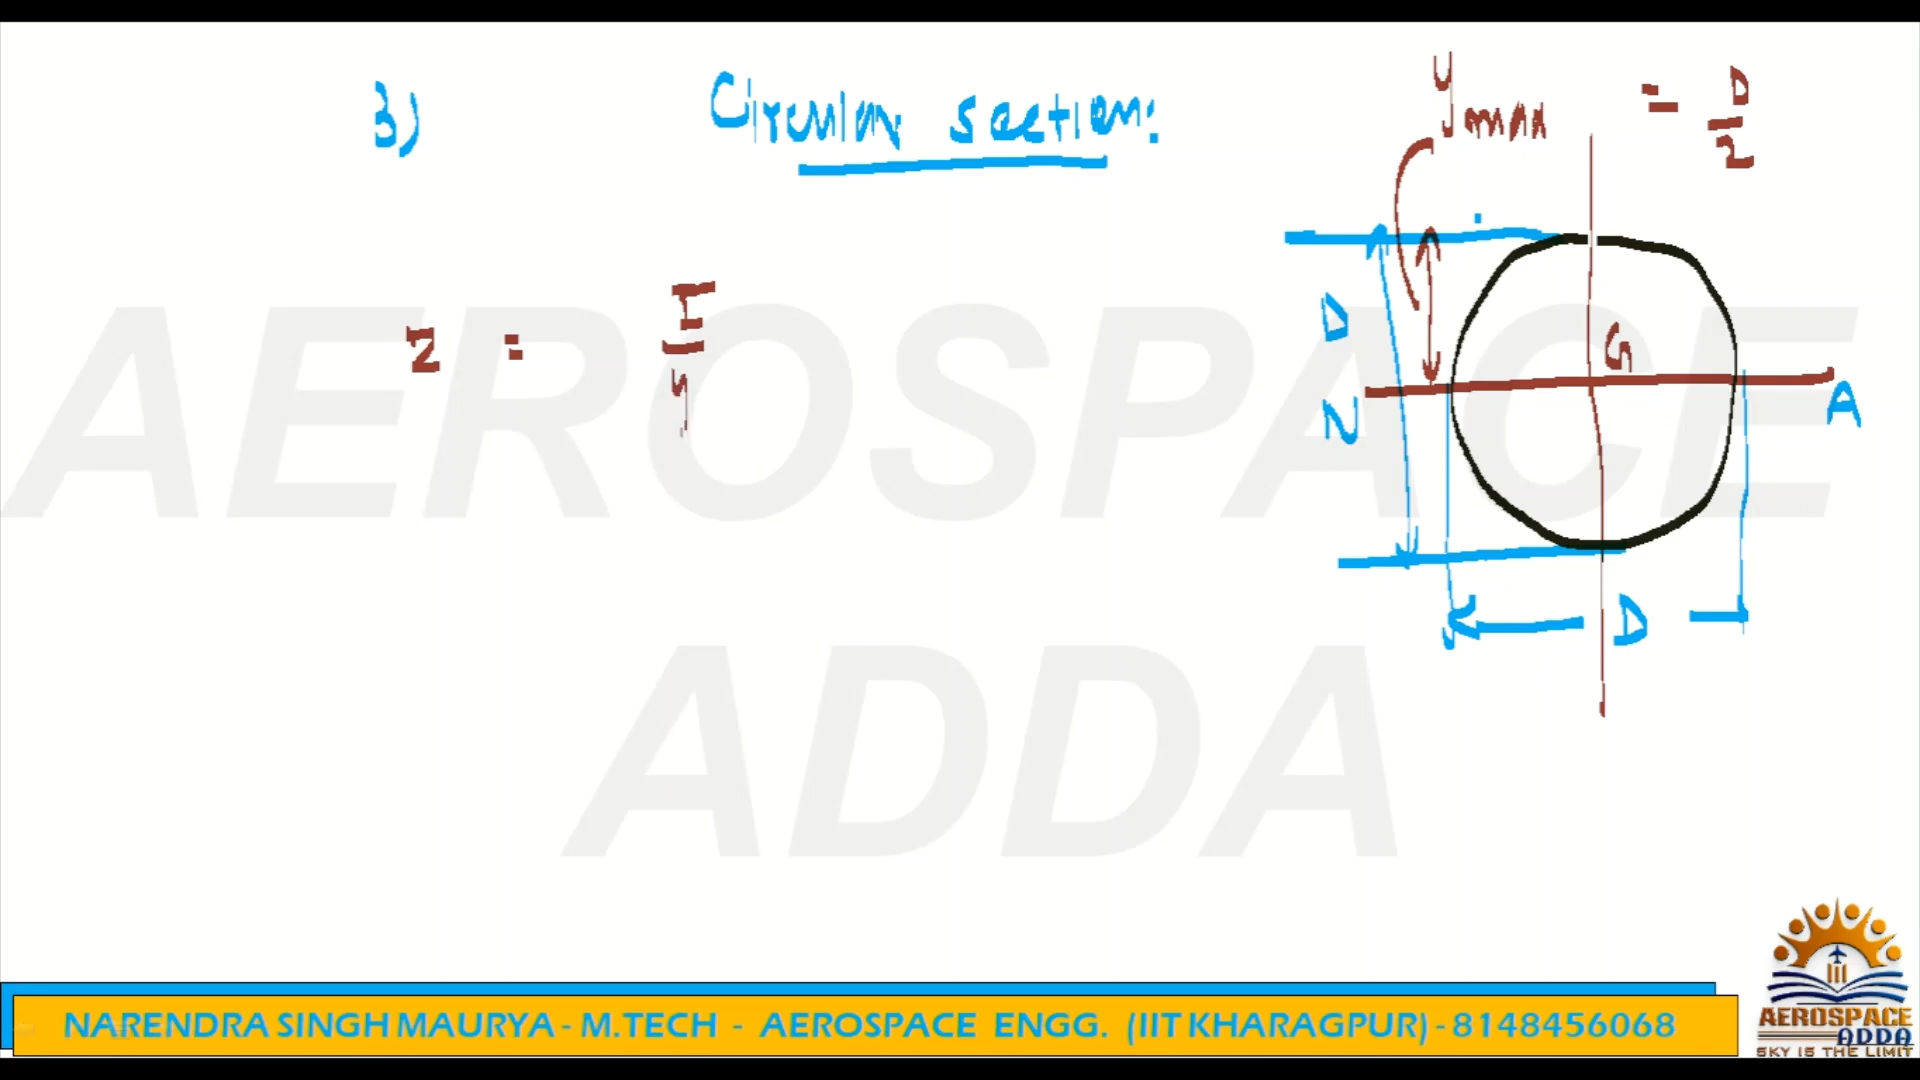 3) Circular section:
y max = D/2
Z = I/y
D
G
N A
D
AEROSPACE
ADDA
NARENDRA SINGH MAURYA - M.TECH - AEROSPACE ENGG. (IIT KHARAGPUR) - 8148456068
AEROSPACE
ADDA
SKY IS THE LIMIT